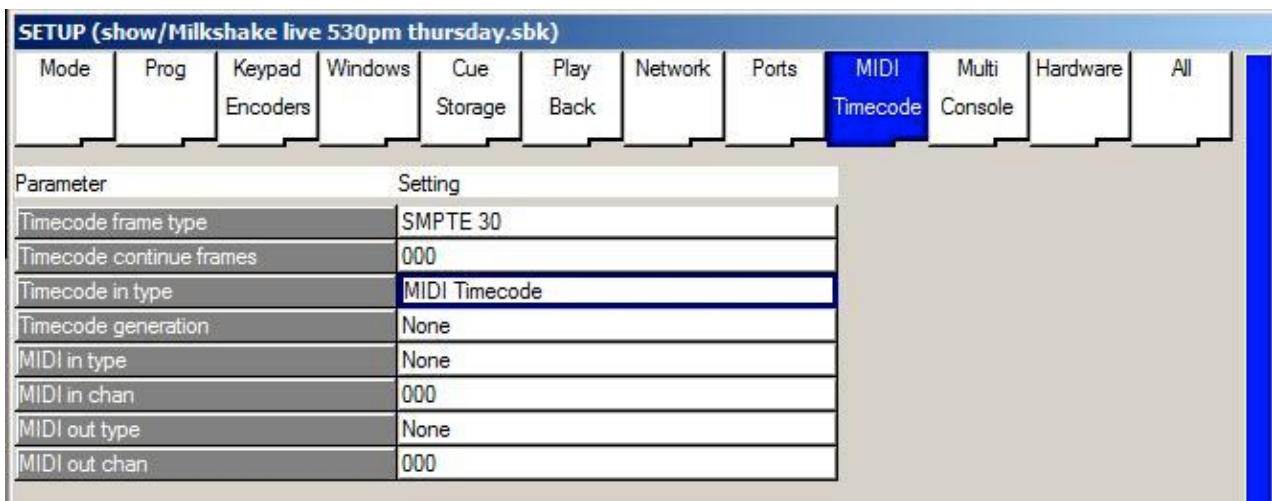 SETUP (show/Milkshake live 530pm thursday.sbk)
Mode Prog Keypad Encoders Windows Cue Storage Play Back Network Ports MIDI Timecode Multi Console Hardware All
Parameter Setting
Timecode frame type SMPTE 30
Timecode continue frames 000
Timecode in type MIDI Timecode
Timecode generation None
MIDI in type None
MIDI in chan 000
MIDI out type None
MIDI out chan 000